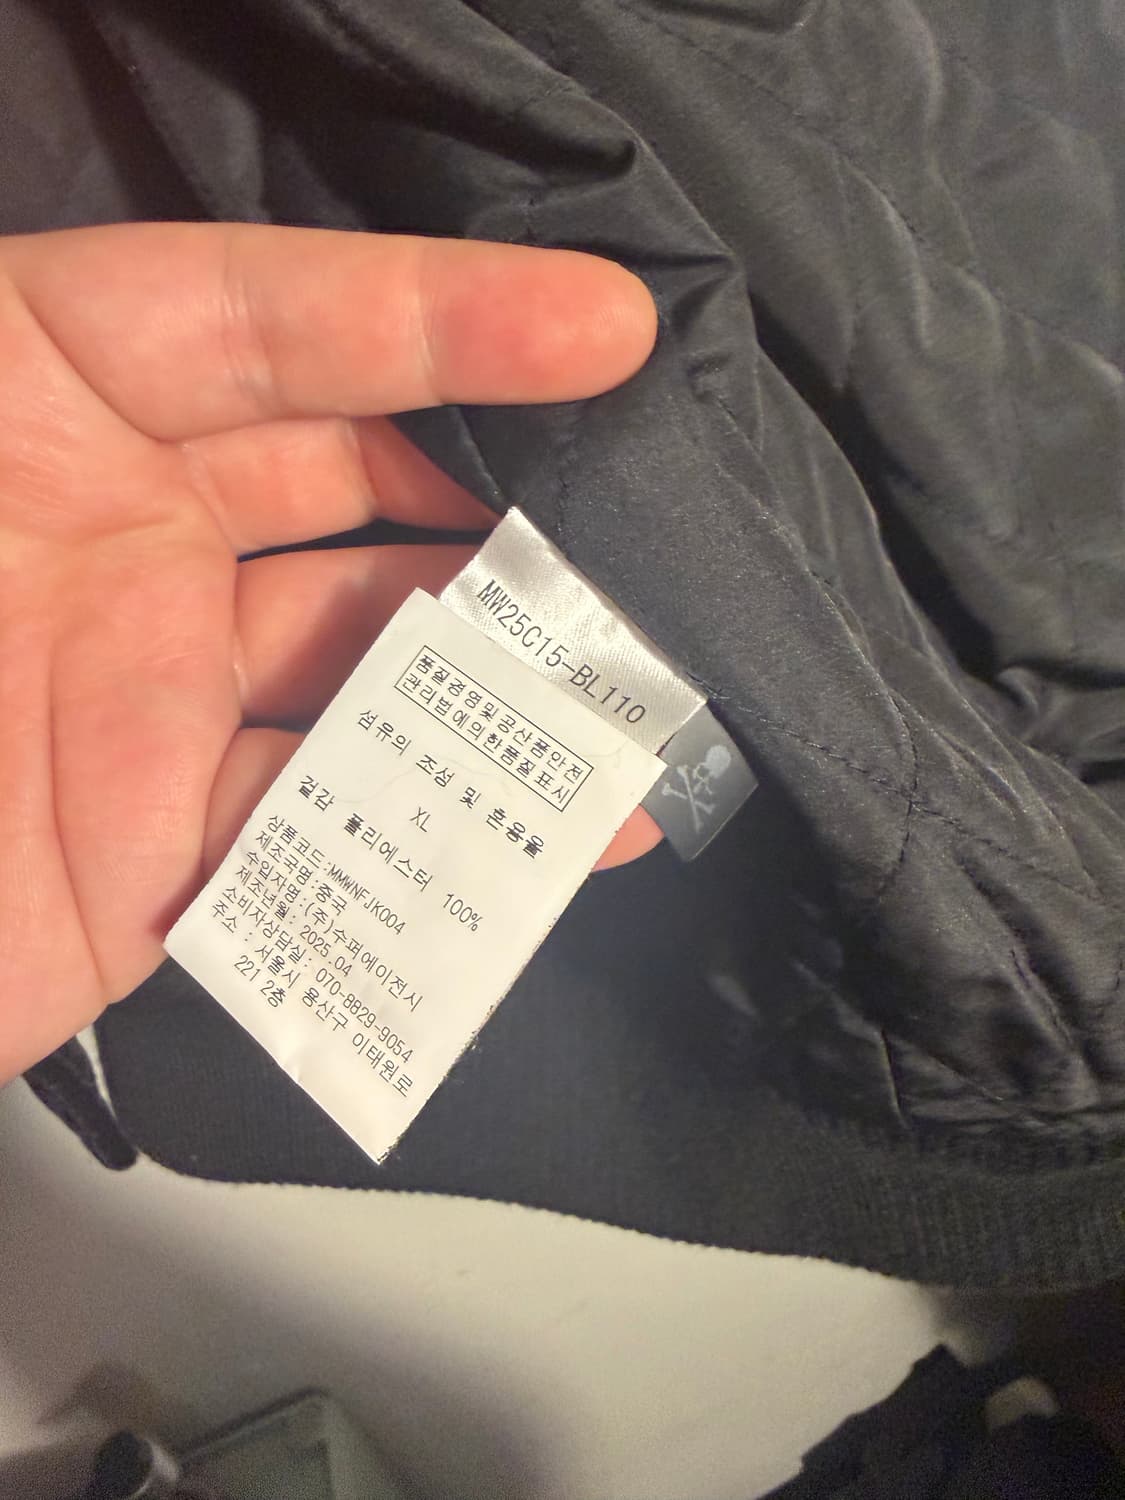 MW25C15-BL110
품질경영및공산품안전
관리법에의한품질표시
섬유의 조성 및 혼용율
XL
겉감 폴리에스터 100%
상품코드:MMWNFJK004
제조국명:중국
수입자명:(주)수퍼에이전시
제조년월: 2025.04
소비자상담실: 070-8829-9054
주소 : 서울시 용산구 이태원로
221 2층